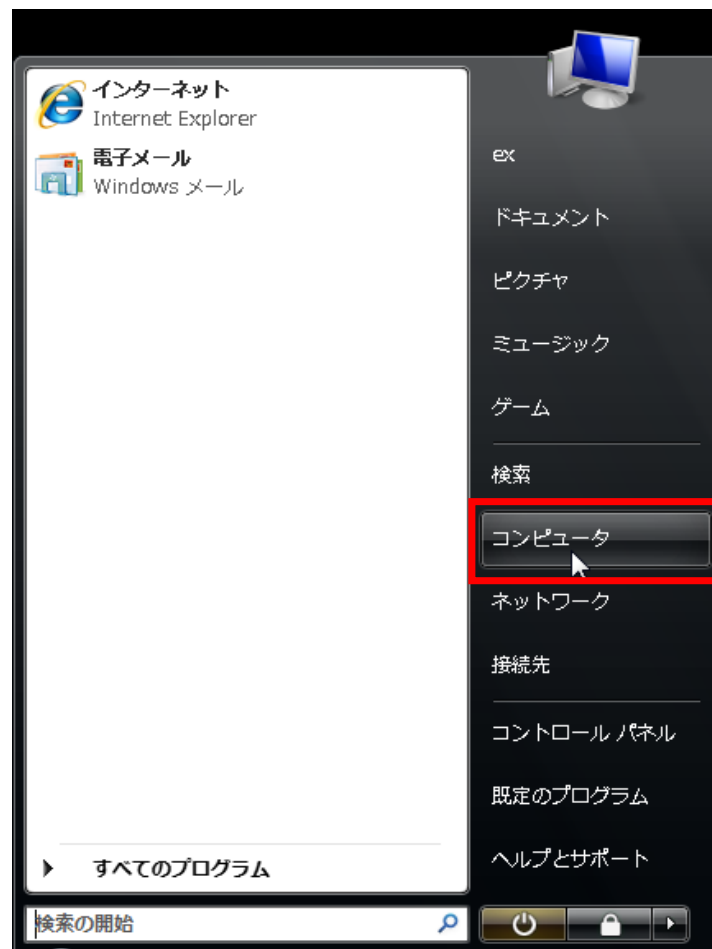 インターネット
Internet Explorer
電子メール
Windows メール
すべてのプログラム
検索の開始
ex
ドキュメント
ピクチャ
ミュージック
ゲーム
検索
コンピュータ
ネットワーク
接続先
コントロール パネル
既定のプログラム
ヘルプとサポート